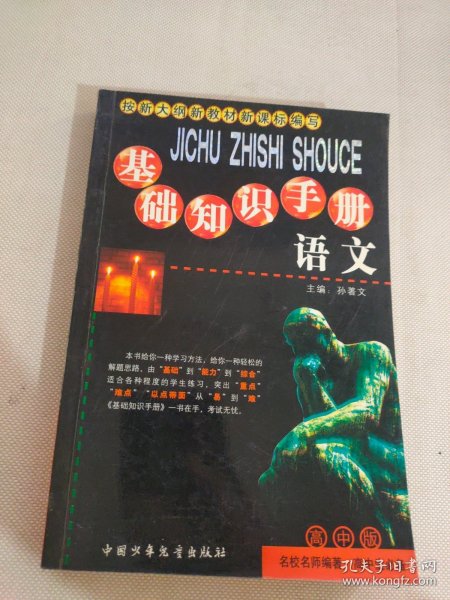 按新大纲新教材新课标编写
JICHU ZHISHI SHOUCE
基础知识手册
语文
主编：孙善文
本书给你一种学习方法，给你一种轻松的
解题思路。由“基础”到“能力”到“综合”
适合各种程度的学生练习，突出“重点”
“难点”“以点带面”从“易”到“难”
《基础知识手册》一书在手，考试无忧。
高中版
中国少年儿童出版社
名校名师编著
孔夫子旧书网
kongfz.com